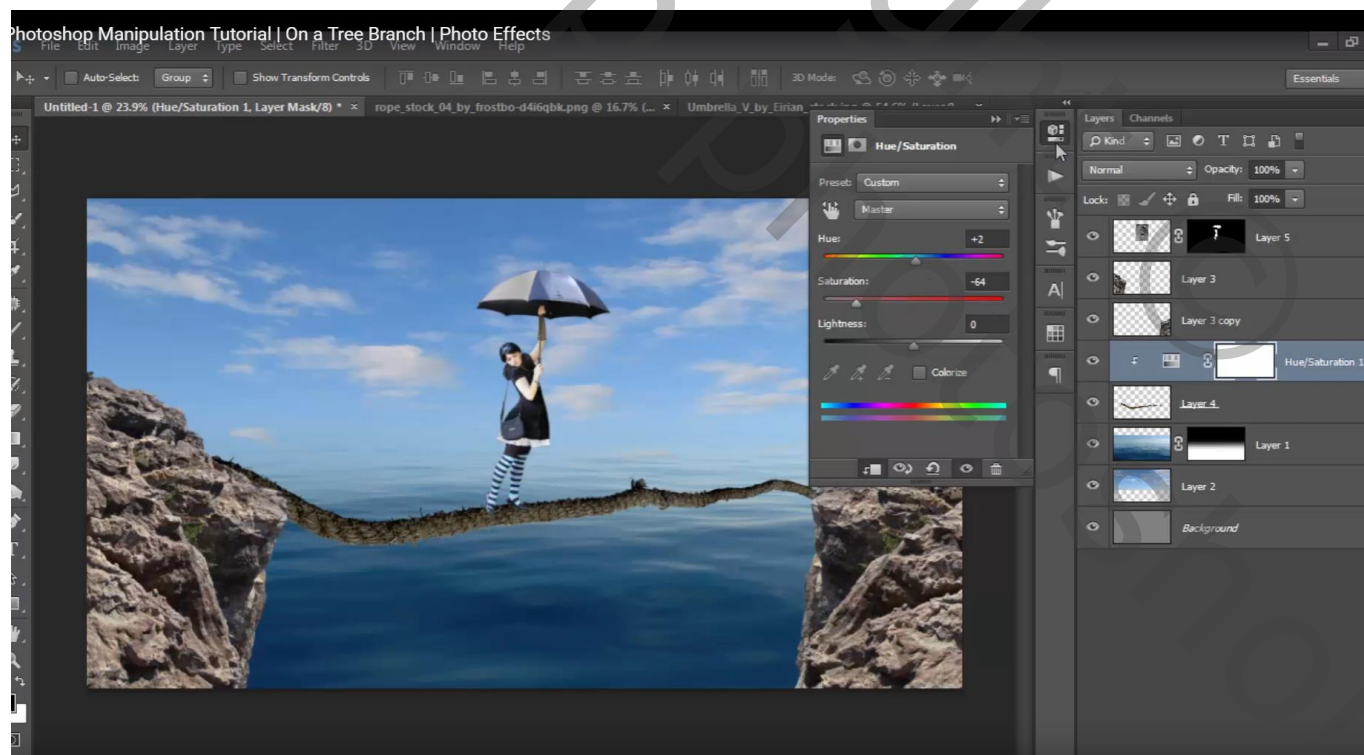 Photoshop Manipulation Tutorial | On a Tree Branch | Photo Effects
File Edit Image Layer Type Select Filter 3D View Window Help
Auto-Select: Group Show Transform Controls 3D Mode: Essentials
Untitled-1 @ 23.9% (Hue/Saturation 1, Layer Mask/8) * × rope_stock_04_by_frostbo-d4i6qbk.png @ 16.7% (... × Umbrella_V_by_Eirian_
Properties
Hue/Saturation
Preset: Custom
Master
Hue: +2
Saturation: -64
Lightness: 0
Colorize
Layers Channels
Kind
Normal Opacity: 100%
Lock: Fill: 100%
Layer 5
Layer 3
Layer 3 copy
Hue/Saturation 1
Layer 4
Layer 1
Layer 2
Background